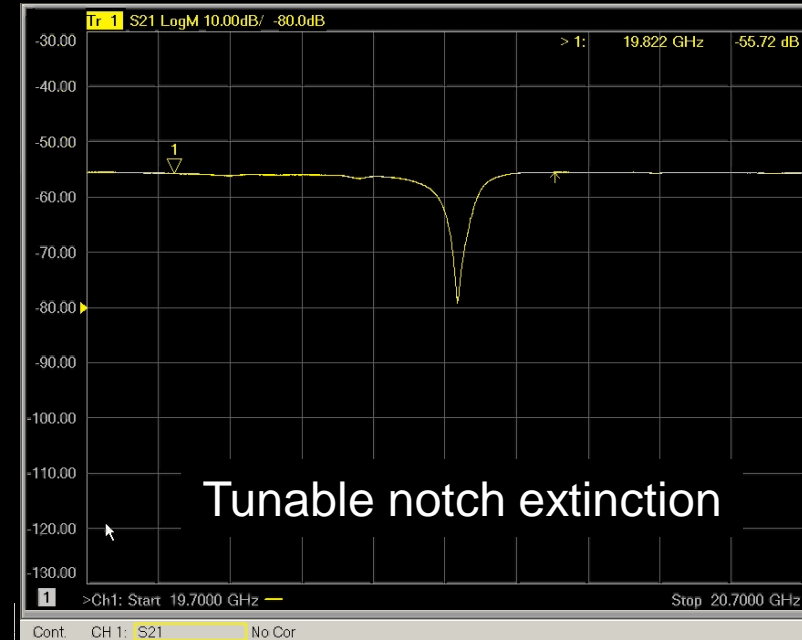 Tr 1 S21 LogM 10.00dB/ -80.0dB
-30.00
> 1: 19.822 GHz -55.72 dB
-40.00
-50.00
1
-60.00
-70.00
-80.00
-90.00
-100.00
-110.00
Tunable notch extinction
-120.00
-130.00
1 >Ch1: Start 19.7000 GHz Stop 20.7000 GHz
Cont. CH 1: S21 No Cor